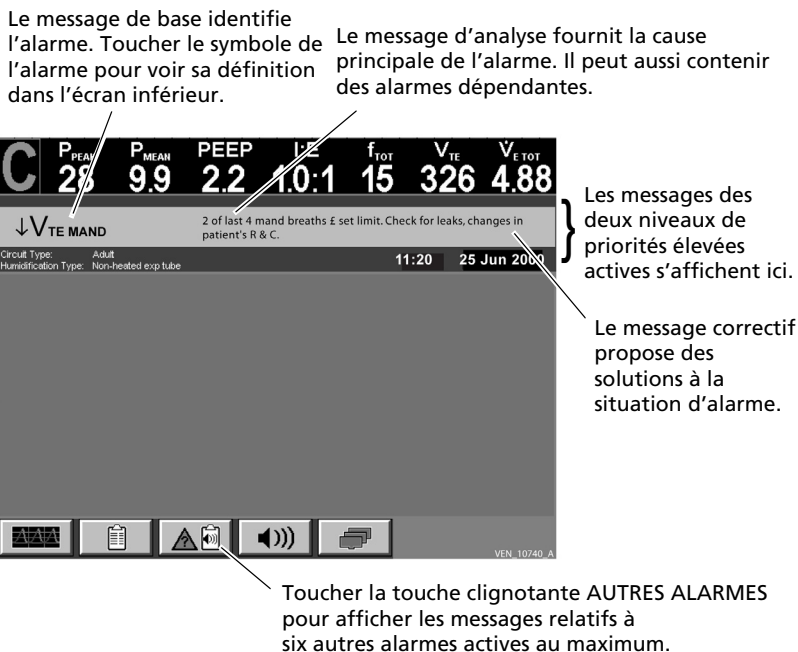 Le message de base identifie
l’alarme. Toucher le symbole de
l’alarme pour voir sa définition
dans l’écran inférieur.
Le message d’analyse fournit la cause
principale de l’alarme. Il peut aussi contenir
des alarmes dépendantes.
C PPEAK PMEAN PEEP I:E fTOT VTE V̇E TOT
28 9.9 2.2 1.0:1 15 326 4.88
↓VTE MAND
2 of last 4 mand breaths £ set limit. Check for leaks, changes in
patient's R & C.
Circuit Type: Adult
Humidification Type: Non-heated exp tube
11:20 25 Jun 2000
Les messages des
deux niveaux de
priorités élevées
actives s’affichent ici.
Le message correctif
propose des
solutions à la
situation d’alarme.
VEN_10740_A
Toucher la touche clignotante AUTRES ALARMES
pour afficher les messages relatifs à
six autres alarmes actives au maximum.